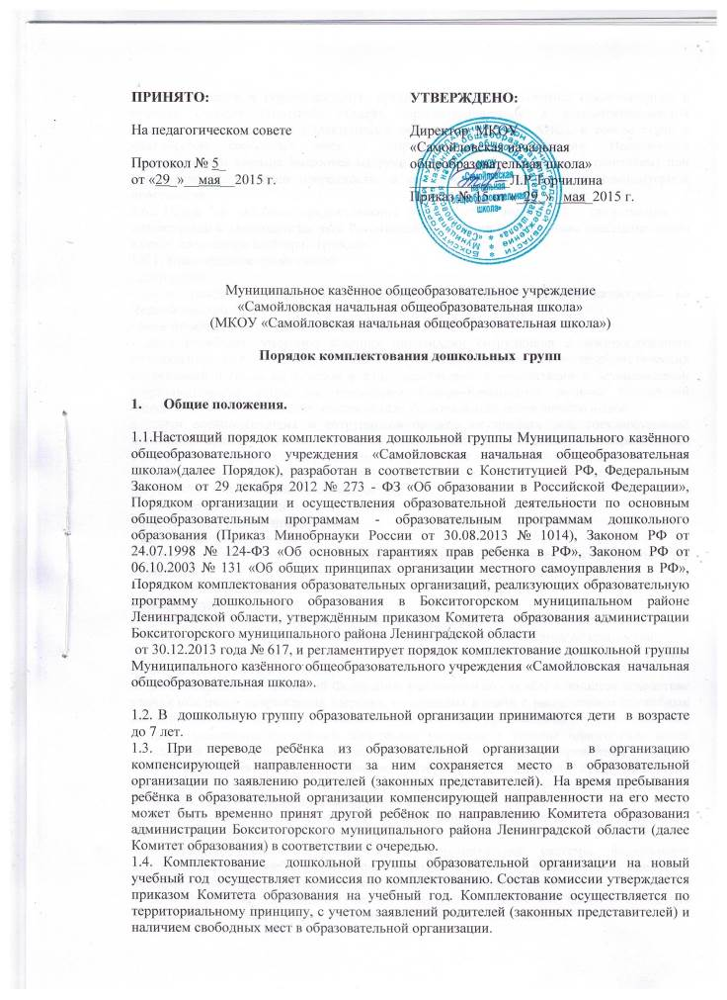 ПРИНЯТО:
УТВЕРЖДЕНО:
На педагогическом совете
Директор МКОУ
«Самойловская начальная
Протокол № 5
общеобразовательная школа»
от «29 » мая 2015 г.
Л.Р. Горчилина
Приказ № от « 29 » мая 2015 г.
«Самойловская
начальная
общеобразовательная
школа»
Муниципальное казённое общеобразовательное учреждение
«Самойловская начальная общеобразовательная школа»
(МКОУ «Самойловская начальная общеобразовательная школа»)
Порядок комплектования дошкольных групп
1. Общие положения.
1.1.Настоящий порядок комплектования дошкольной группы Муниципального казённого
общеобразовательного учреждения «Самойловская начальная общеобразовательная
школа»(далее Порядок), разработан в соответствии с Конституцией РФ, Федеральным
Законом от 29 декабря 2012 № 273 - ФЗ «Об образовании в Российской Федерации»,
Порядком организации и осуществления образовательной деятельности по основным
общеобразовательным программам - образовательным программам дошкольного
образования (Приказ Минобрнауки России от 30.08.2013 № 1014), Законом РФ от
24.07.1998 № 124-ФЗ «Об основных гарантиях прав ребенка в РФ», Законом РФ от
06.10.2003 № 131 «Об общих принципах организации местного самоуправления в РФ»,
Порядком комплектования образовательных организаций, реализующих образовательную
программу дошкольного образования в Бокситогорском муниципальном районе
Ленинградской области, утверждённым приказом Комитета образования администрации
Бокситогорского муниципального района Ленинградской области
от 30.12.2013 года № 617, и регламентирует порядок комплектование дошкольной группы
Муниципального казённого общеобразовательного учреждения «Самойловская начальная
общеобразовательная школа».
1.2. В дошкольную группу образовательной организации принимаются дети в возрасте
до 7 лет.
1.3. При переводе ребёнка из образовательной организации в организацию
компенсирующей направленности за ним сохраняется место в образовательной
организации по заявлению родителей (законных представителей). На время пребывания
ребёнка в образовательной организации компенсирующей направленности на его место
может быть временно принят другой ребёнок по направлению Комитета образования
администрации Бокситогорского муниципального района Ленинградской области (далее
Комитет образования) в соответствии с очередью.
1.4. Комплектование дошкольной группы образовательной организации на новый
учебный год осуществляет комиссия по комплектованию. Состав комиссии утверждается
приказом Комитета образования на учебный год. Комплектование осуществляется по
территориальному принципу, с учетом заявлений родителей (законных представителей) и
наличием свободных мест в образовательной организации.